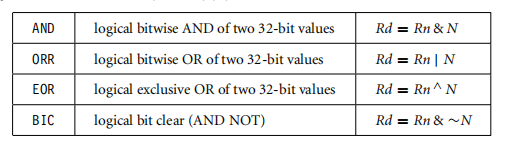 AND logical bitwise AND of two 32-bit values Rd = Rn & N
ORR logical bitwise OR of two 32-bit values Rd = Rn | N
EOR logical exclusive OR of two 32-bit values Rd = Rn ^ N
BIC logical bit clear (AND NOT) Rd = Rn & ∼N